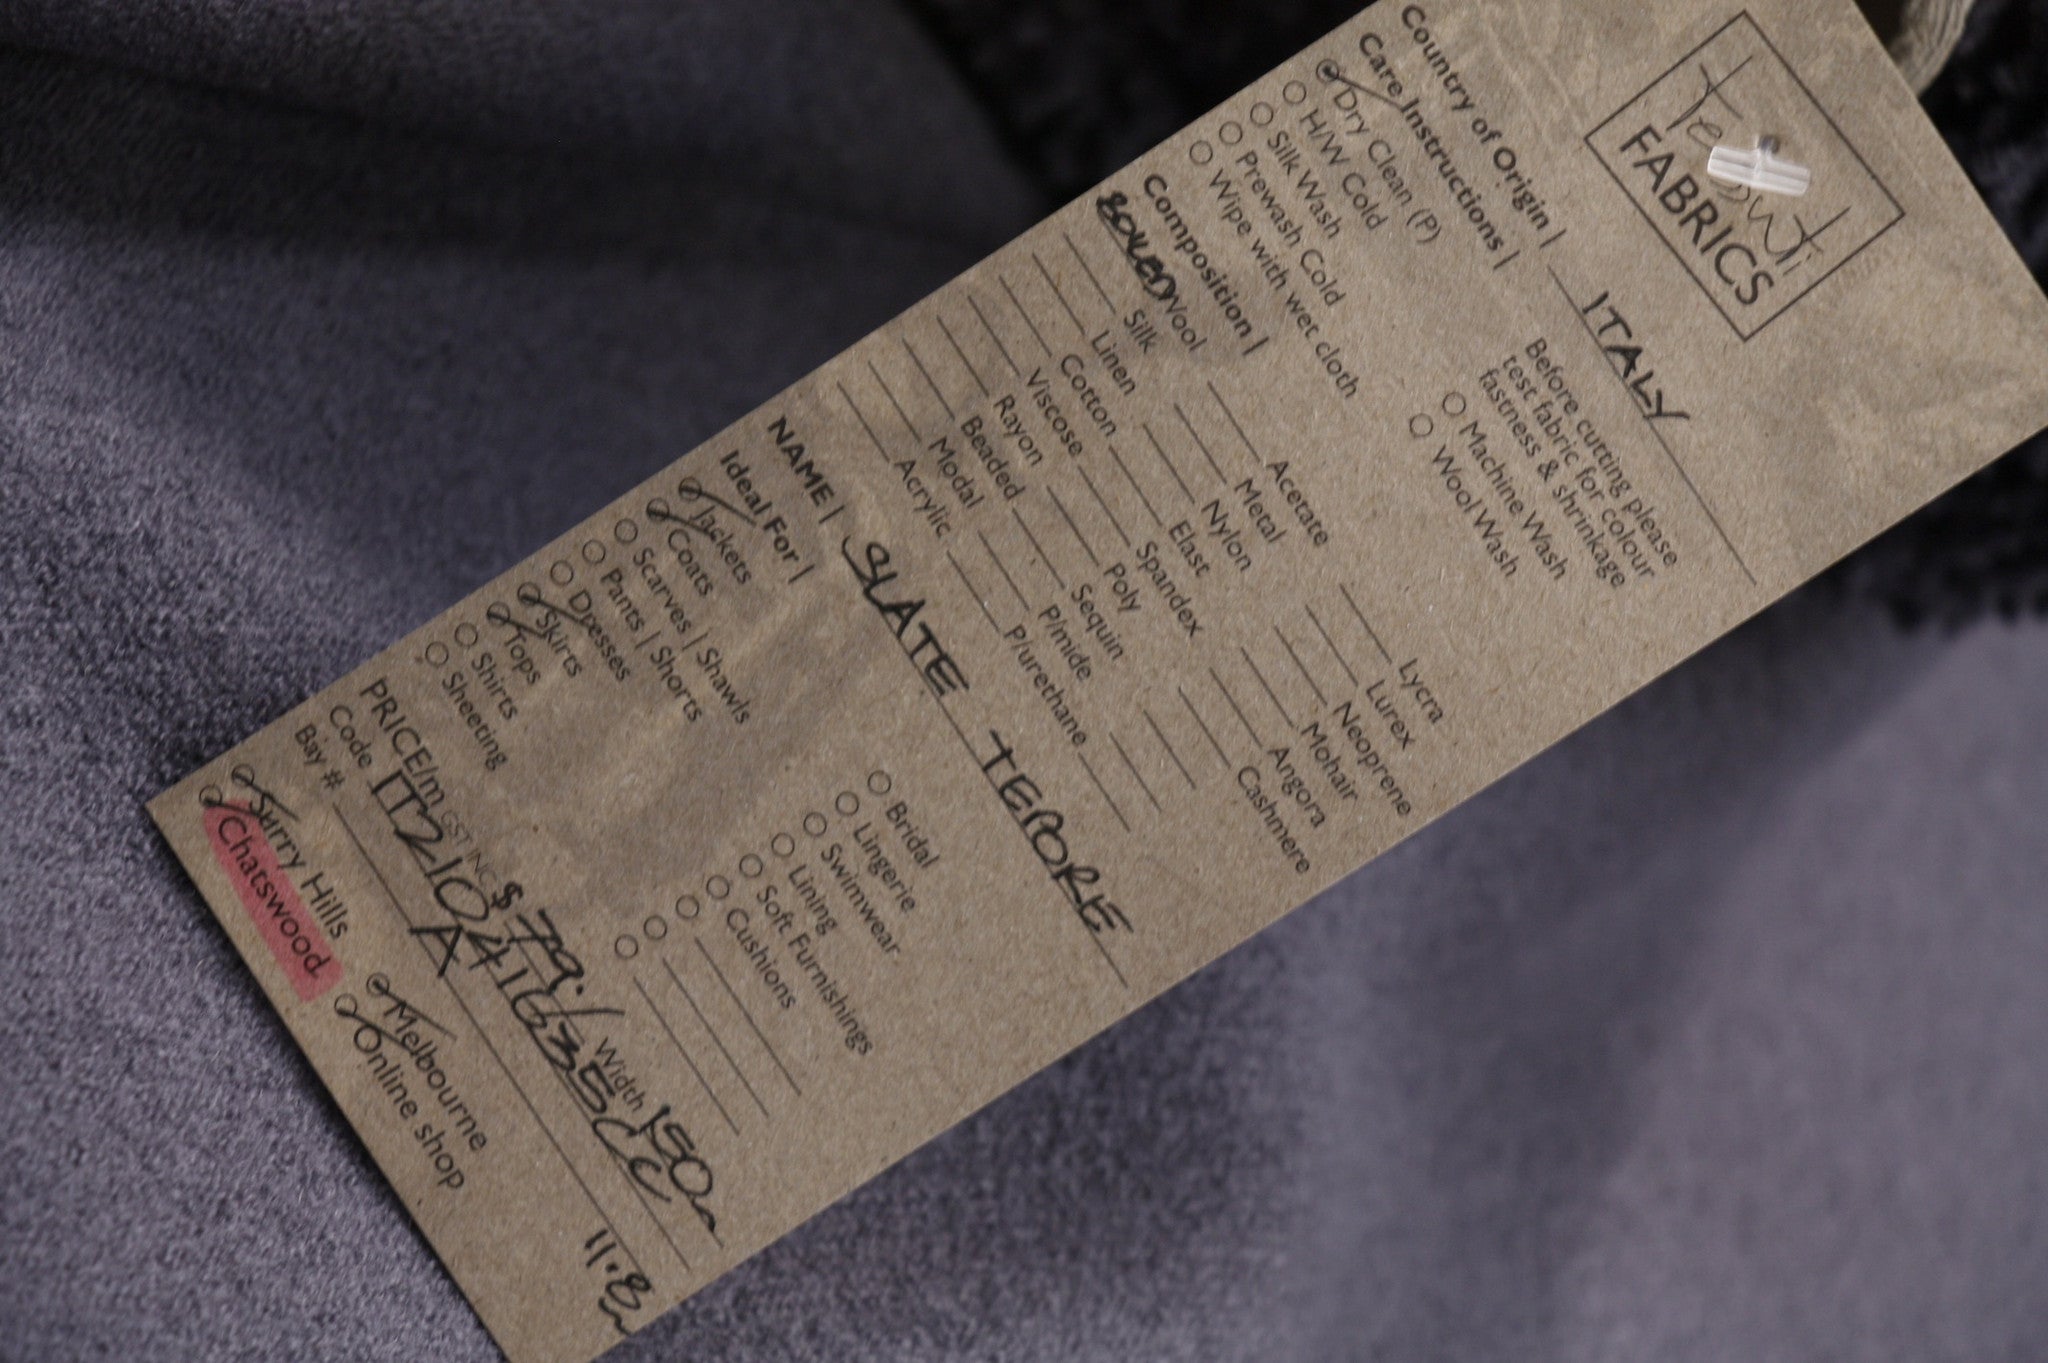 FABRICS
Country of Origin | ITALY
Care Instructions |
Dry Clean (P)
H/W Cold
Silk Wash
Prewash Cold
Wipe with wet cloth
Before cutting please
test fabric for colour
fastness & shrinkage
Machine Wash
Wool Wash
Composition |
Wool
Silk
Linen
Cotton
Viscose
Rayon
Beaded
Modal
Acrylic
Acetate
Metal
Nylon
Elast
Spandex
Poly
Sequin
P/mide
P/urethane
Lycra
Lurex
Neoprene
Mohair
Angora
Cashmere
NAME | SLATE TEPORE
Ideal For |
Jackets
Coats
Scarves | Shawls
Pants | Shorts
Dresses
Skirts
Tops
Shirts
Sheeting
Bridal
Lingerie
Swimwear
Lining
Soft Furnishings
Cushions
PRICE/m GST INC $79. Width 150
Code IT21041635CC
Bay # A 11.8
Surry Hills
Chatswood
Melbourne
Online shop